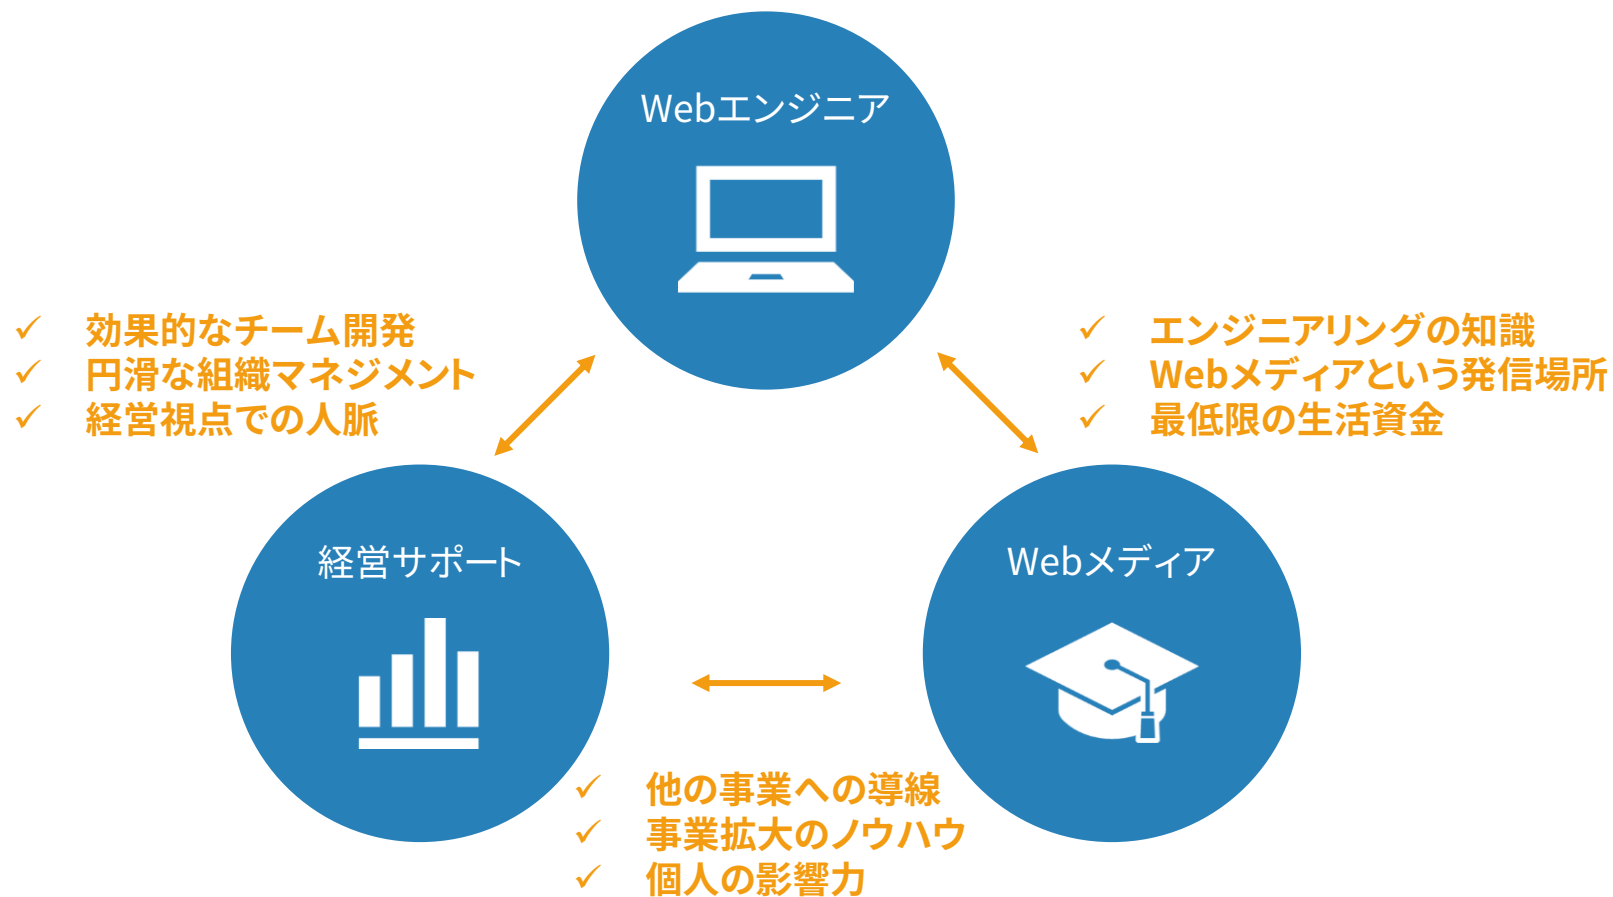 Webエンジニア
✓ 効果的なチーム開発
✓ 円滑な組織マネジメント
✓ 経営視点での人脈
✓ エンジニアリングの知識
✓ Webメディアという発信場所
✓ 最低限の生活資金
経営サポート
Webメディア
✓ 他の事業への導線
✓ 事業拡大のノウハウ
✓ 個人の影響力